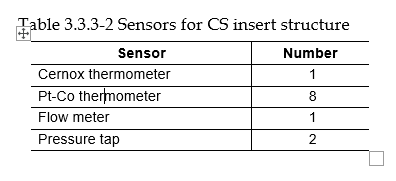 Table 3.3.3-2 Sensors for CS insert structure
Sensor Number
Cernox thermometer 1
Pt-Co thermometer 8
Flow meter 1
Pressure tap 2